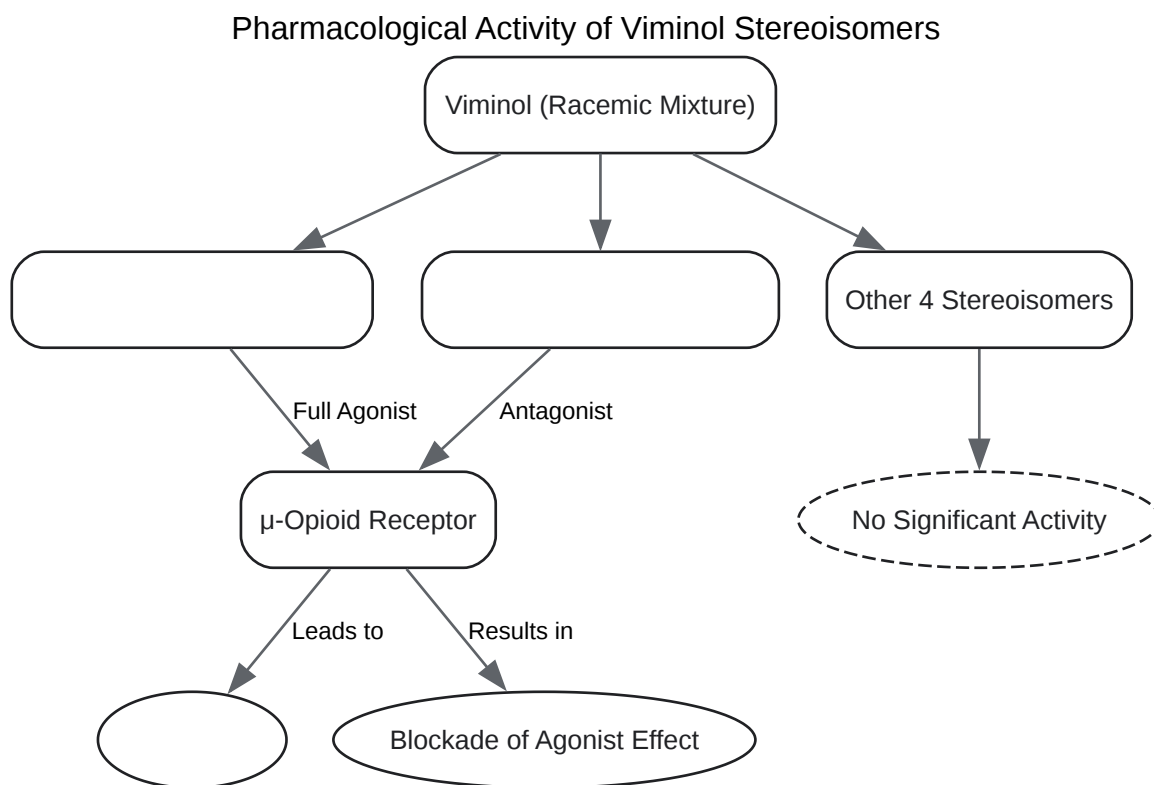 Pharmacological Activity of Viminol Stereoisomers
Viminol (Racemic Mixture)
Other 4 Stereoisomers
Full Agonist
Antagonist
μ-Opioid Receptor
No Significant Activity
Leads to
Results in
Blockade of Agonist Effect